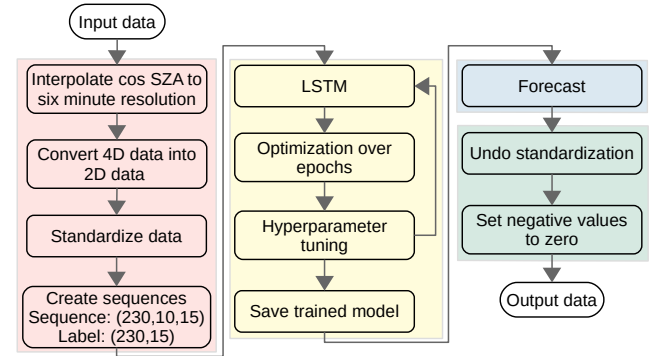 Input data
Interpolate cos SZA to
six minute resolution
Convert 4D data into
2D data
Standardize data
Create sequences
Sequence: (230,10,15)
Label: (230,15)
LSTM
Optimization over
epochs
Hyperparameter
tuning
Save trained model
Forecast
Undo standardization
Set negative values
to zero
Output data